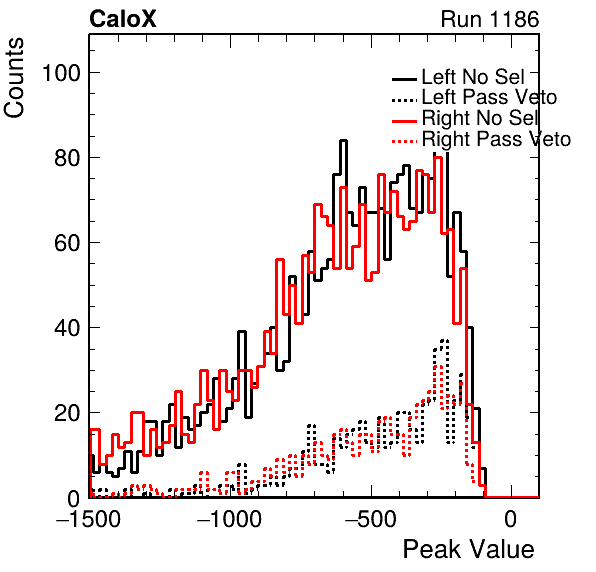 CaloX Run 1186
Counts
100
80
60
40
20
0
Left No Sel
Left Pass Veto
Right No Sel
Right Pass Veto
−1500 −1000 −500 0
Peak Value